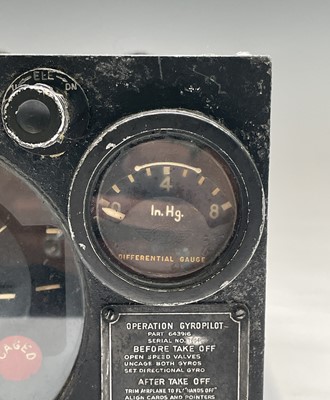 ELE
UP DN
4
0 8
In.Hg.
DIFFERENTIAL GAUGE
CAGED
OPERATION GYROPILOT
PART 643916
SERIAL NO.
BEFORE TAKE OFF
OPEN SPEED VALVES
UNCAGE BOTH GYROS
SET DIRECTIONAL GYRO
AFTER TAKE OFF
TRIM AIRPLANE TO FLY "HANDS OFF"
ALIGN CARDS AND POINTERS